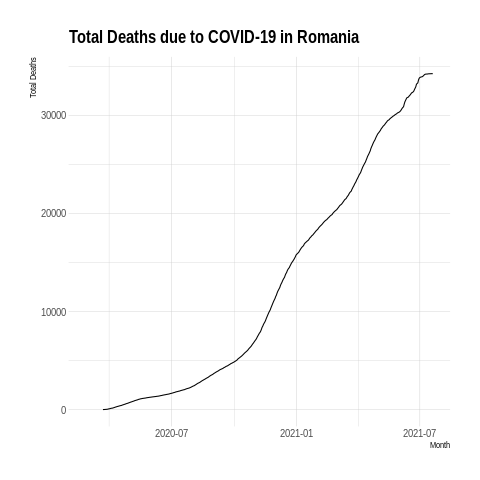 Total Deaths due to COVID-19 in Romania
Total Deaths
30000
20000
10000
0
2020-07
2021-01
2021-07
Month